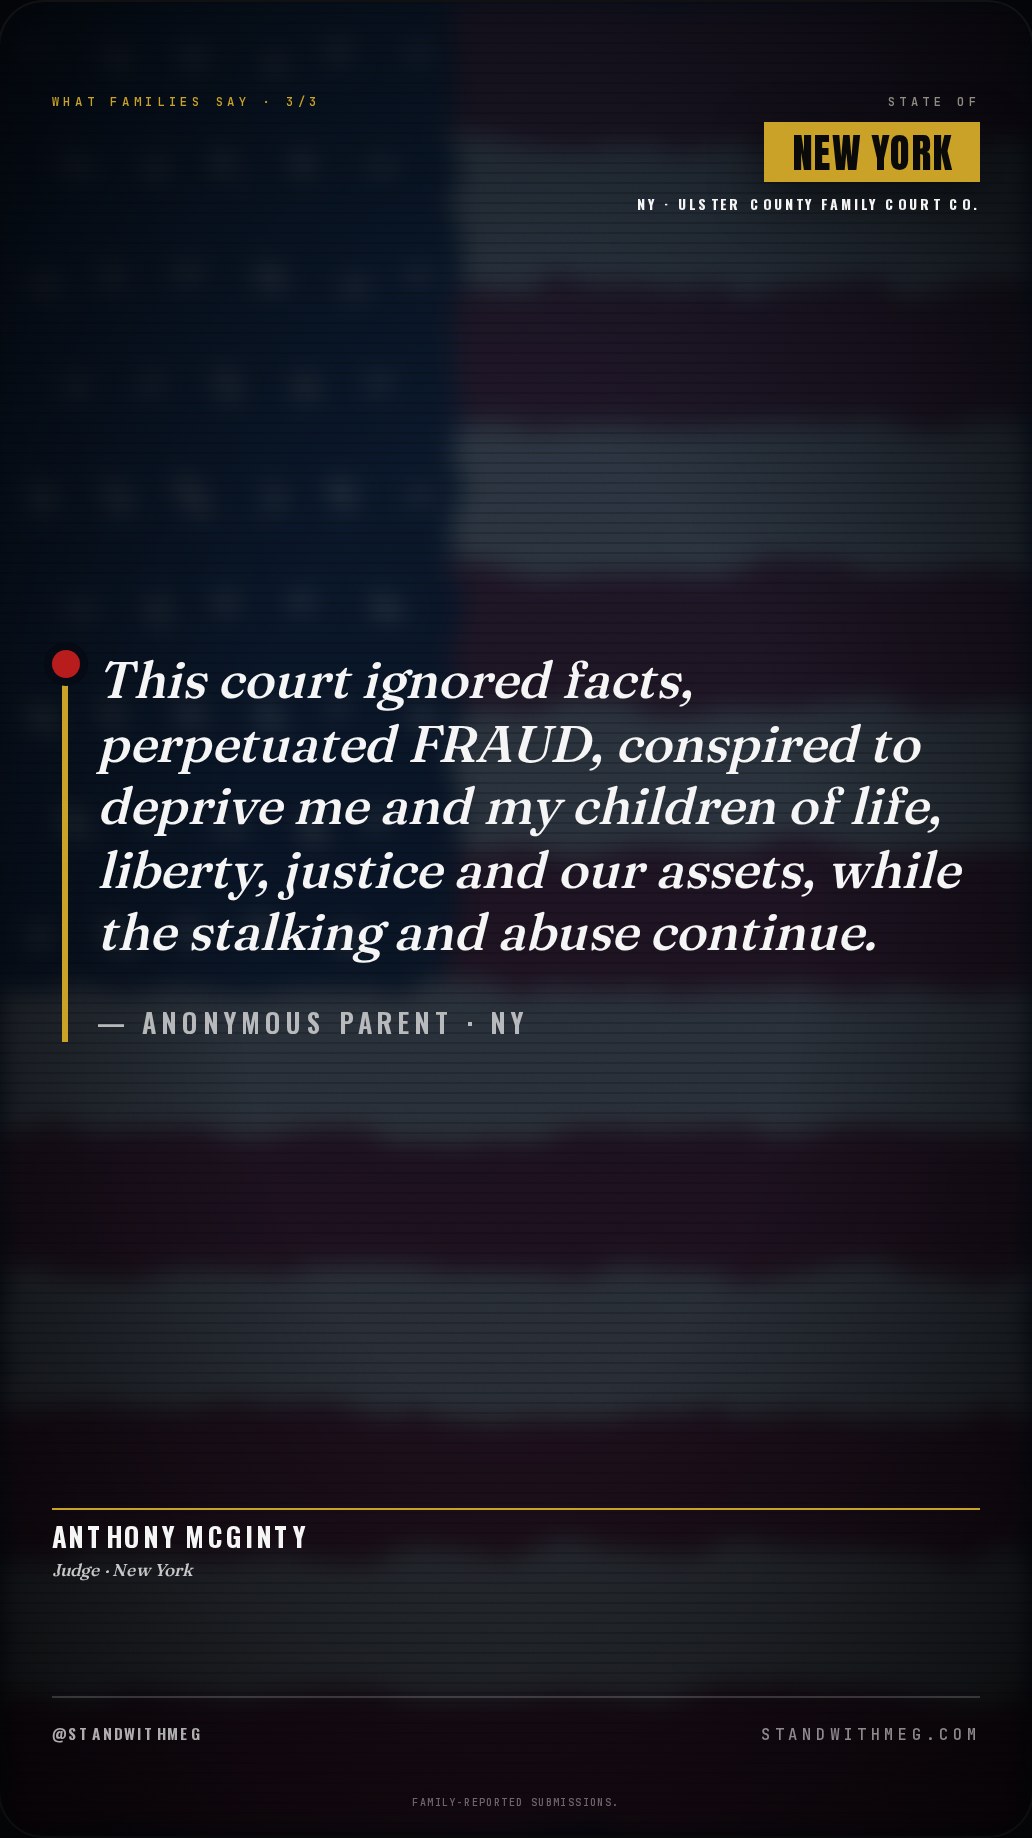 WHAT FAMILIES SAY · 3/3
STATE OF
NEW YORK
NY · ULSTER COUNTY FAMILY COURT CO.
This court ignored facts,
perpetuated FRAUD, conspired to
deprive me and my children of life,
liberty, justice and our assets, while
the stalking and abuse continue.
— ANONYMOUS PARENT · NY
ANTHONY MCGINTY
Judge · New York
@STANDWITHMEG
STANDWITHMEG.COM
FAMILY-REPORTED SUBMISSIONS.